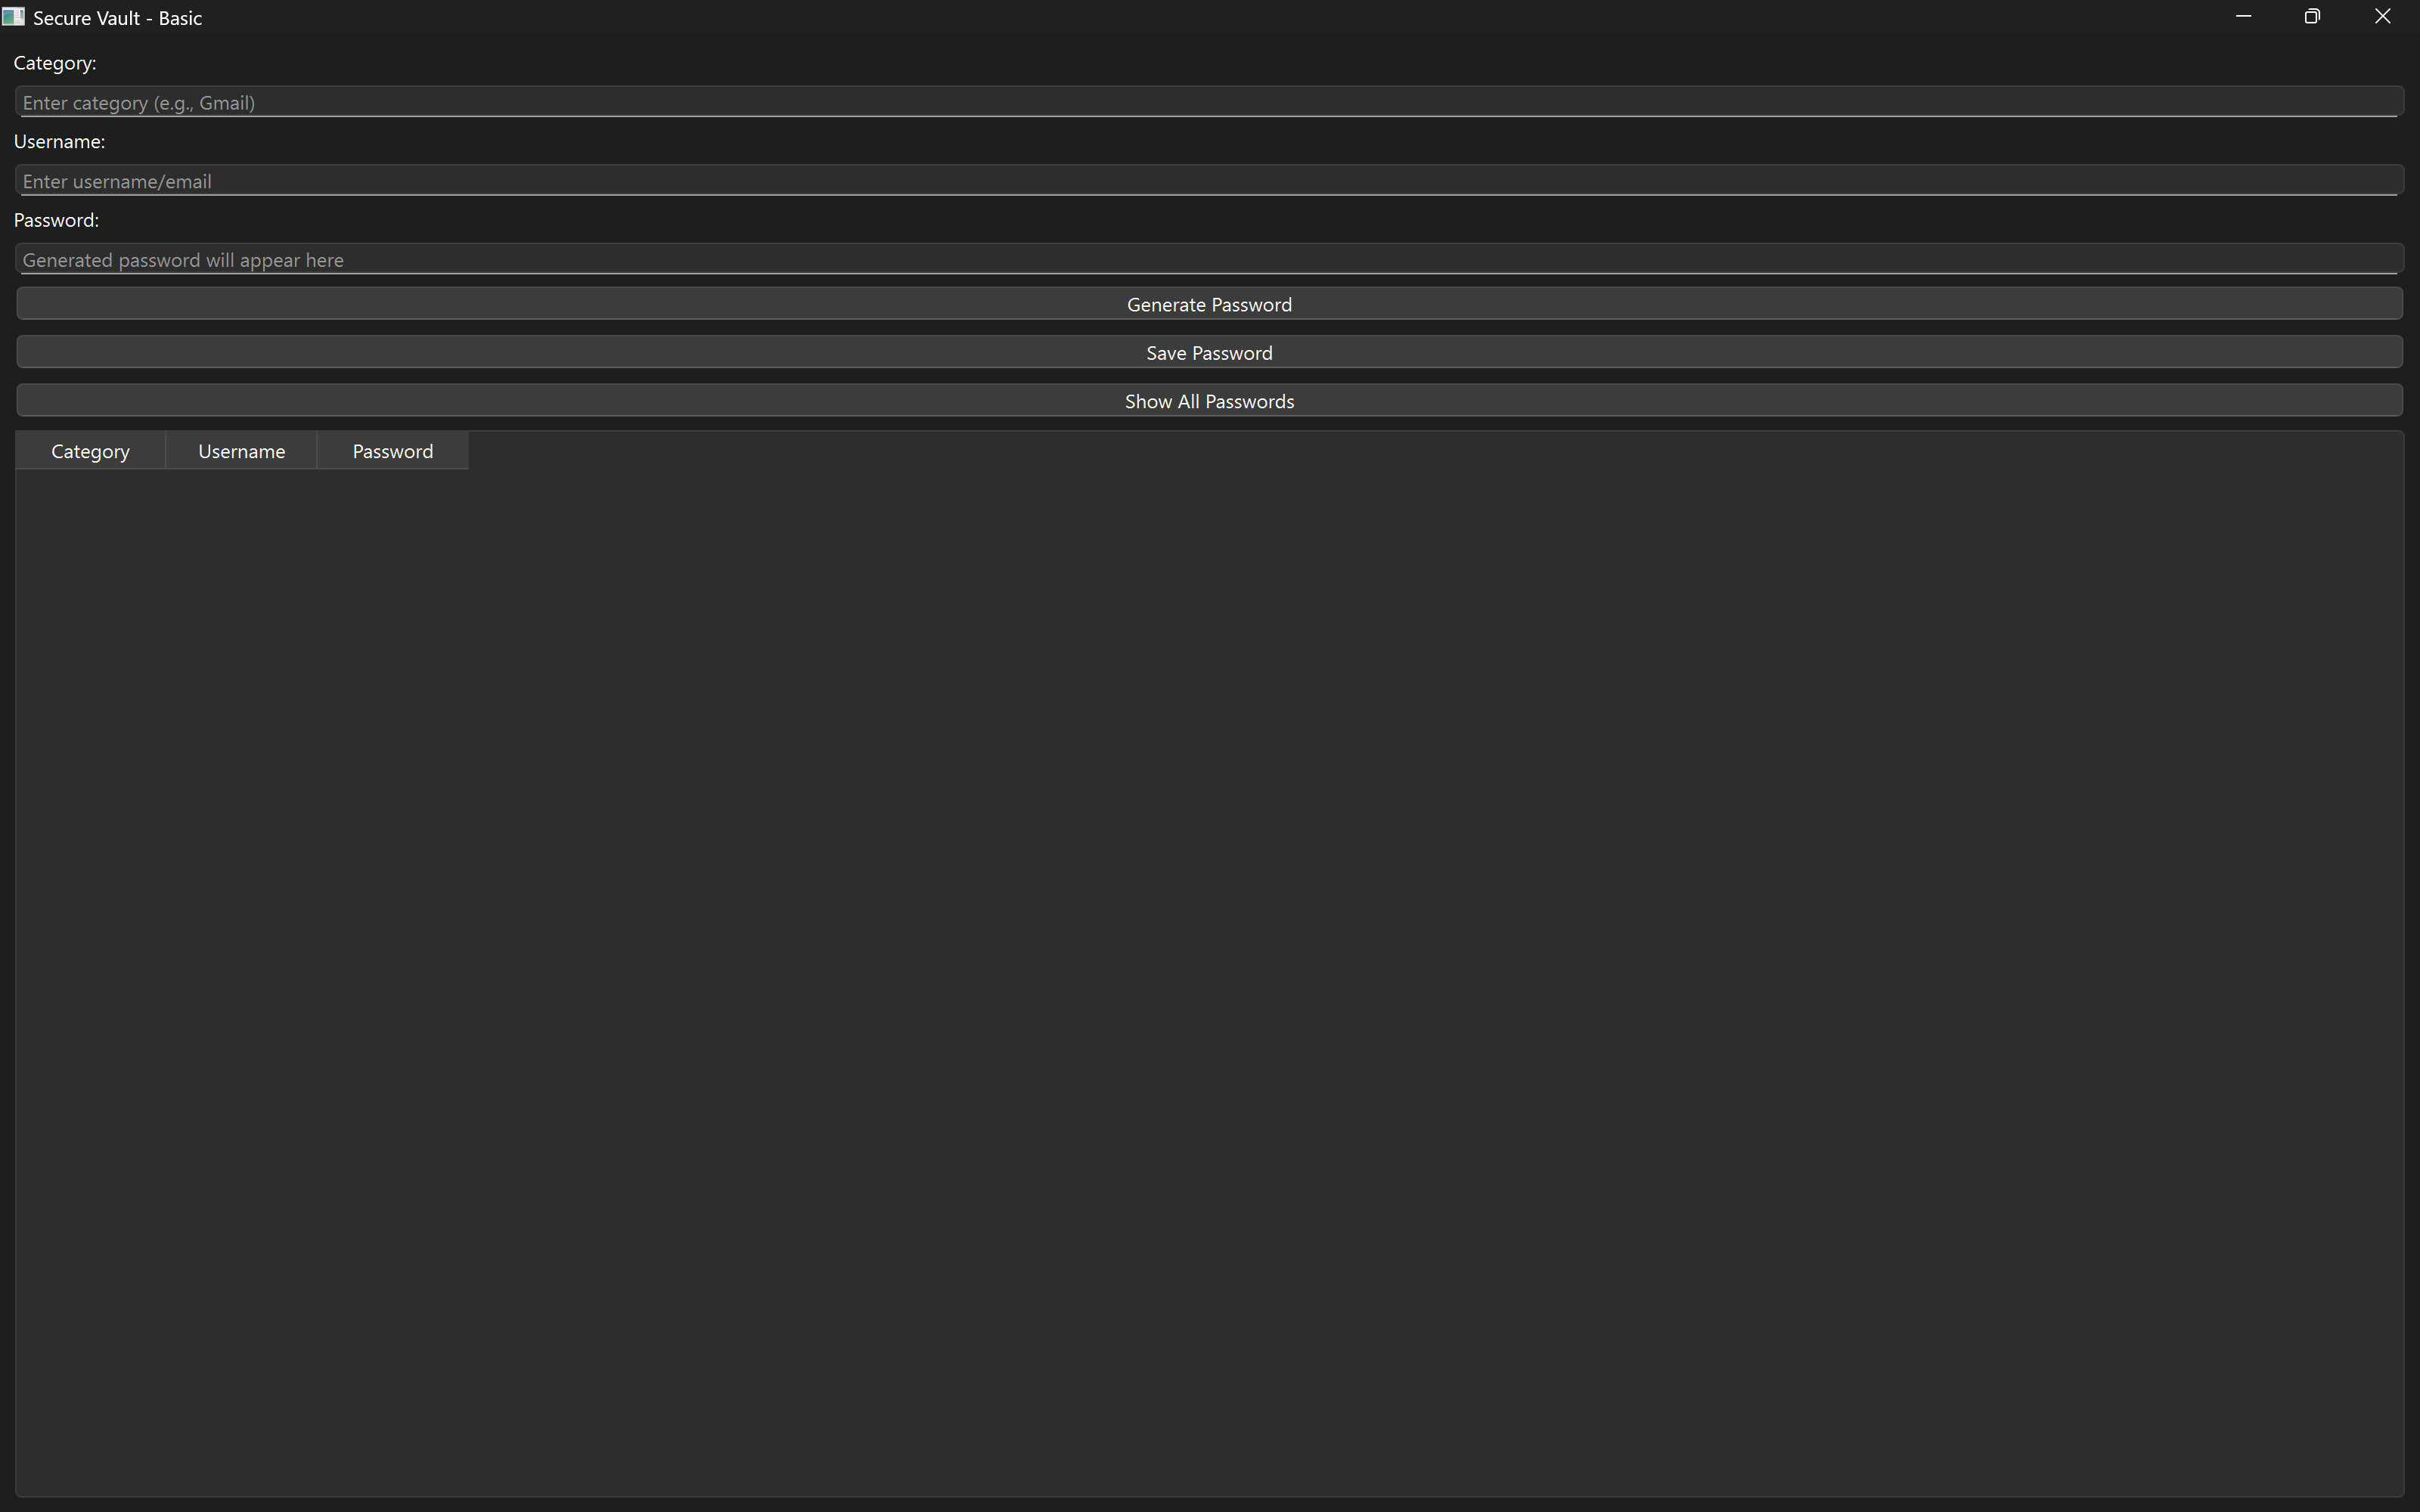 Secure Vault - Basic
Category:
Enter category (e.g., Gmail)
Username:
Enter username/email
Password:
Generated password will appear here
Generate Password
Save Password
Show All Passwords
Category Username Password